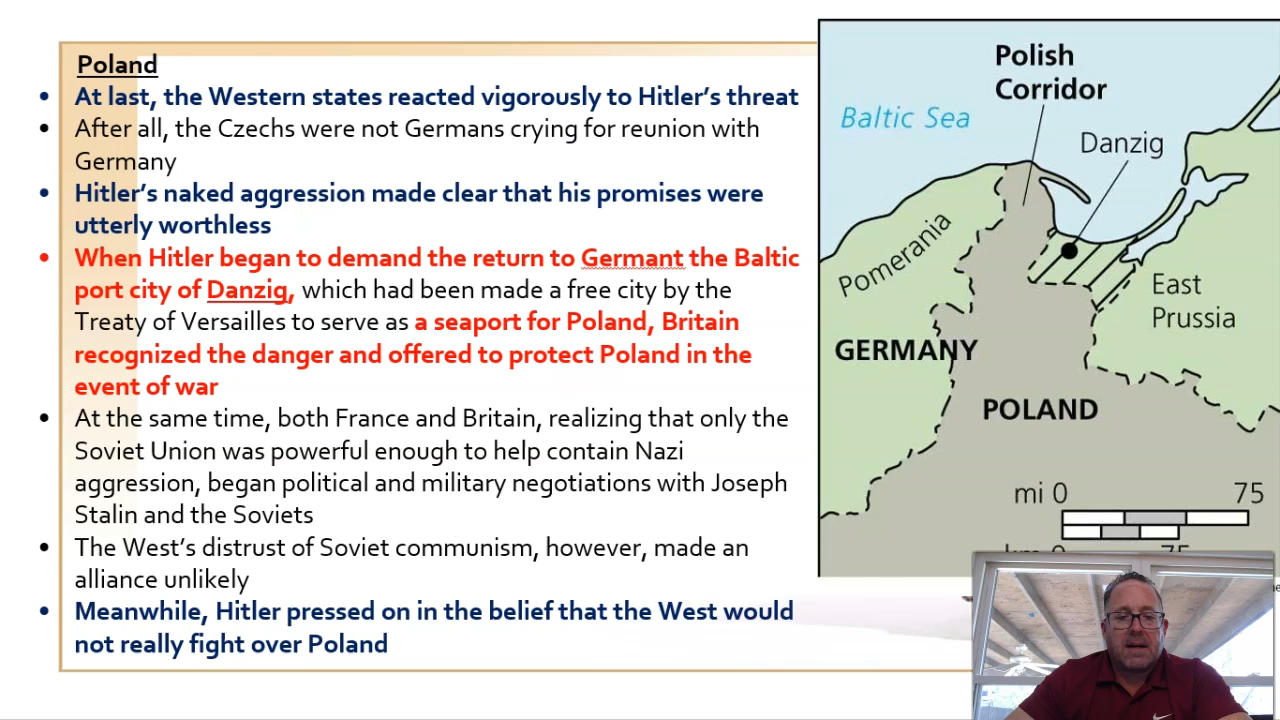 Poland
• At last, the Western states reacted vigorously to Hitler's threat
• After all, the Czechs were not Germans crying for reunion with
Germany
• Hitler's naked aggression made clear that his promises were
utterly worthless
• When Hitler began to demand the return to Germant the Baltic
port city of Danzig, which had been made a free city by the
Treaty of Versailles to serve as a seaport for Poland, Britain
recognized the danger and offered to protect Poland in the
event of war
• At the same time, both France and Britain, realizing that only the
Soviet Union was powerful enough to help contain Nazi
aggression, began political and military negotiations with Joseph
Stalin and the Soviets
• The West's distrust of Soviet communism, however, made an
alliance unlikely
• Meanwhile, Hitler pressed on in the belief that the West would
not really fight over Poland
Polish
Corridor
Baltic Sea
Danzig
Pomerania
East
Prussia
GERMANY
POLAND
mi 0 75
km 0 75